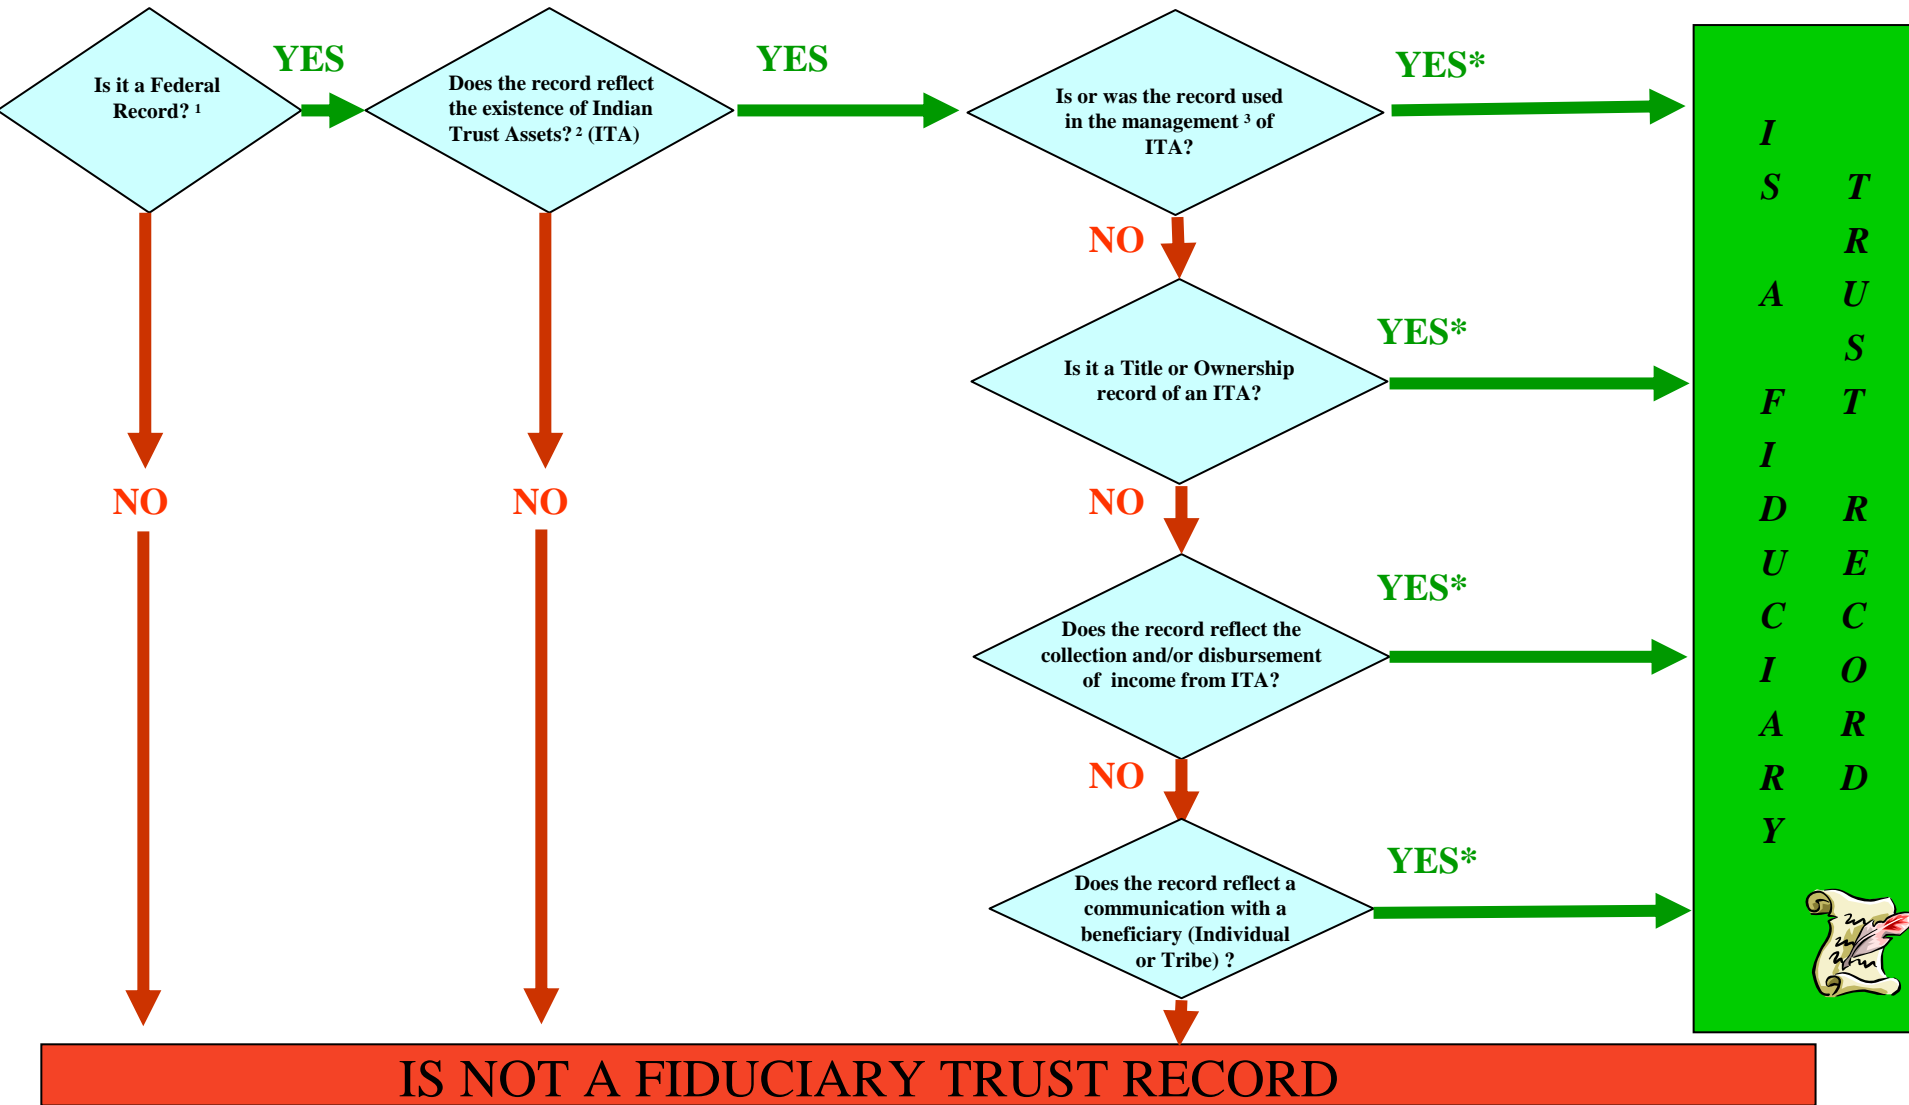 Is it a Federal
Record? ¹
YES
Does the record reflect
the existence of Indian
Trust Assets? ² (ITA)
YES
Is or was the record used
in the management ³ of
ITA?
YES*
NO
Is it a Title or Ownership
record of an ITA?
YES*
NO
NO
NO
Does the record reflect the
collection and/or disbursement
of income from ITA?
YES*
NO
Does the record reflect a
communication with a
beneficiary (Individual
or Tribe) ?
YES*
IS A FIDUCIARY
TRUST RECORD
IS NOT A FIDUCIARY TRUST RECORD